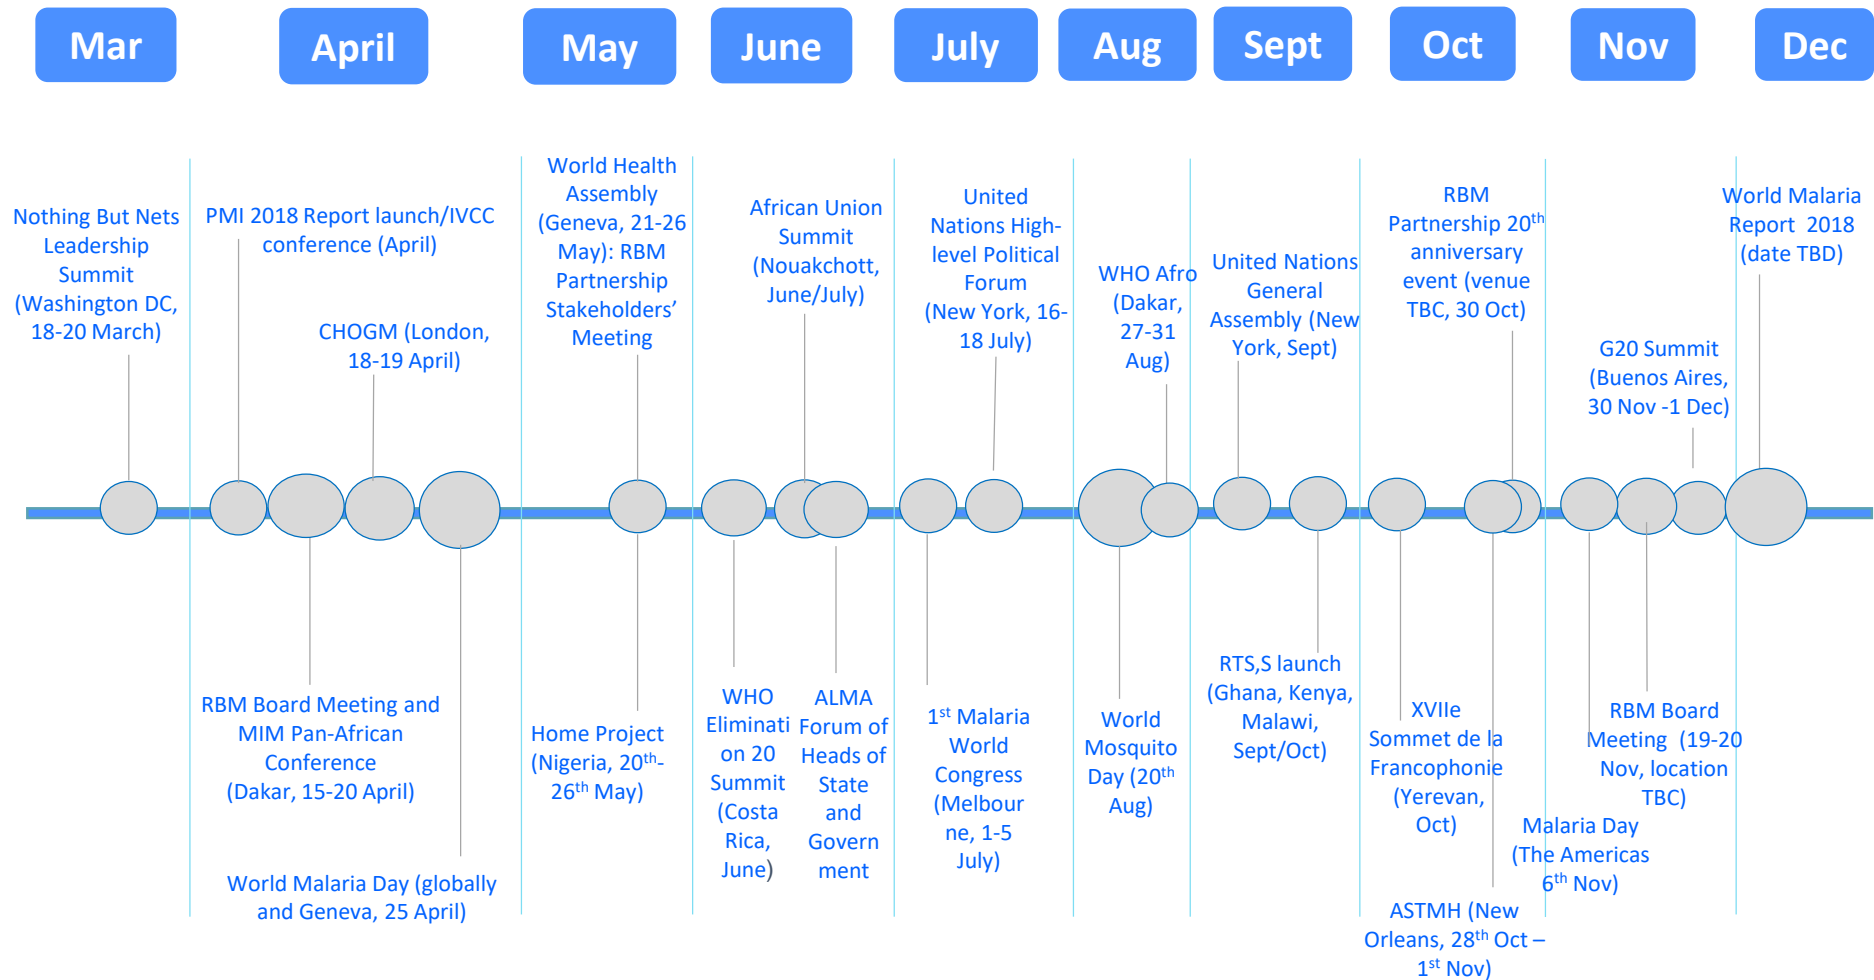 Mar
April
May
June
July
Aug
Sept
Oct
Nov
Dec
Nothing But Nets
Leadership
Summit
(Washington DC,
18-20 March)
PMI 2018 Report launch/IVCC
conference (April)
CHOGM (London,
18-19 April)
World Health
Assembly
(Geneva, 21-26
May): RBM
Partnership
Stakeholders’
Meeting
African Union
Summit
(Nouakchott,
June/July)
United
Nations High-
level Political
Forum
(New York, 16-
18 July)
WHO Afro
(Dakar,
27-31
Aug)
United Nations
General
Assembly (New
York, Sept)
RBM
Partnership 20th
anniversary
event (venue
TBC, 30 Oct)
G20 Summit
(Buenos Aires,
30 Nov -1 Dec)
World Malaria
Report 2018
(date TBD)
RBM Board Meeting and
MIM Pan-African
Conference
(Dakar, 15-20 April)
World Malaria Day (globally
and Geneva, 25 April)
Home Project
(Nigeria, 20th-
26th May)
WHO
Eliminati
on 20
Summit
(Costa
Rica,
June)
ALMA
Forum of
Heads of
State
and
Govern
ment
1st Malaria
World
Congress
(Melbour
ne, 1-5
July)
World
Mosquito
Day (20th
Aug)
RTS,S launch
(Ghana, Kenya,
Malawi,
Sept/Oct)
XVIIe
Sommet de la
Francophonie
(Yerevan,
Oct)
ASTMH (New
Orleans, 28th Oct –
1st Nov)
Malaria Day
(The Americas
6th Nov)
RBM Board
Meeting (19-20
Nov, location
TBC)